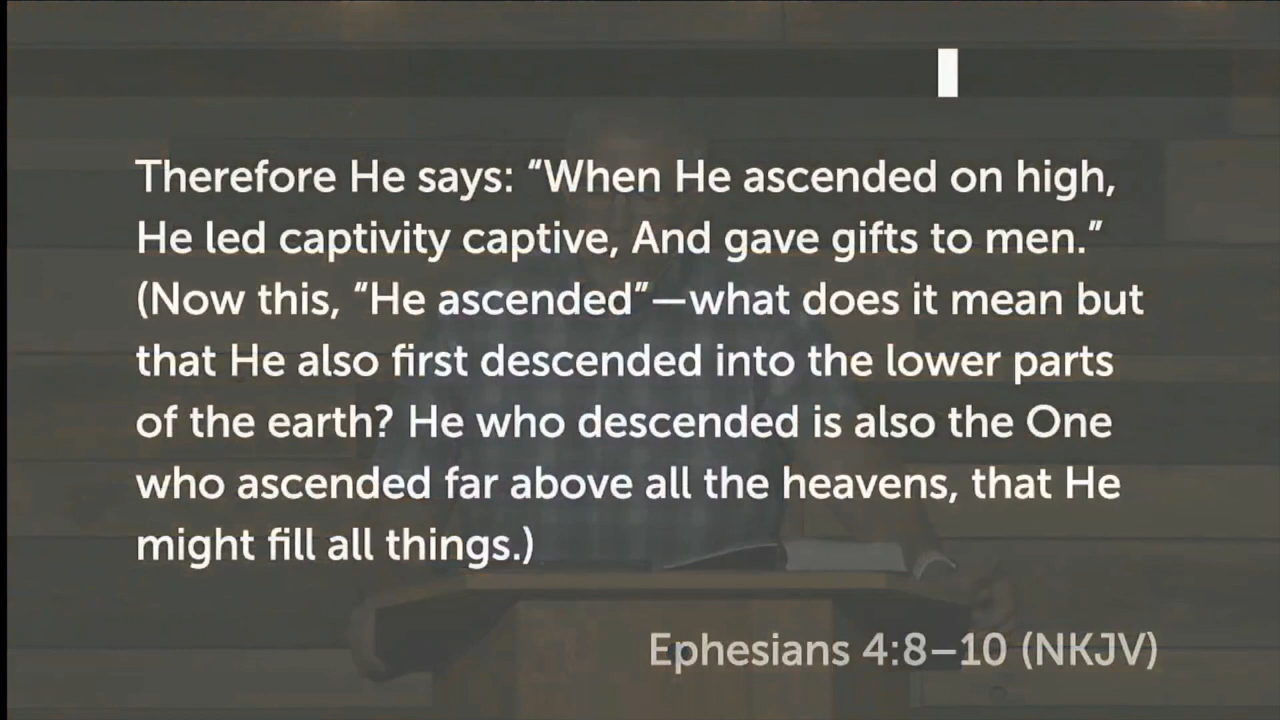 Therefore He says: “When He ascended on high,
He led captivity captive, And gave gifts to men.”
(Now this, “He ascended”—what does it mean but
that He also first descended into the lower parts
of the earth? He who descended is also the One
who ascended far above all the heavens, that He
might fill all things.)
Ephesians 4:8–10 (NKJV)